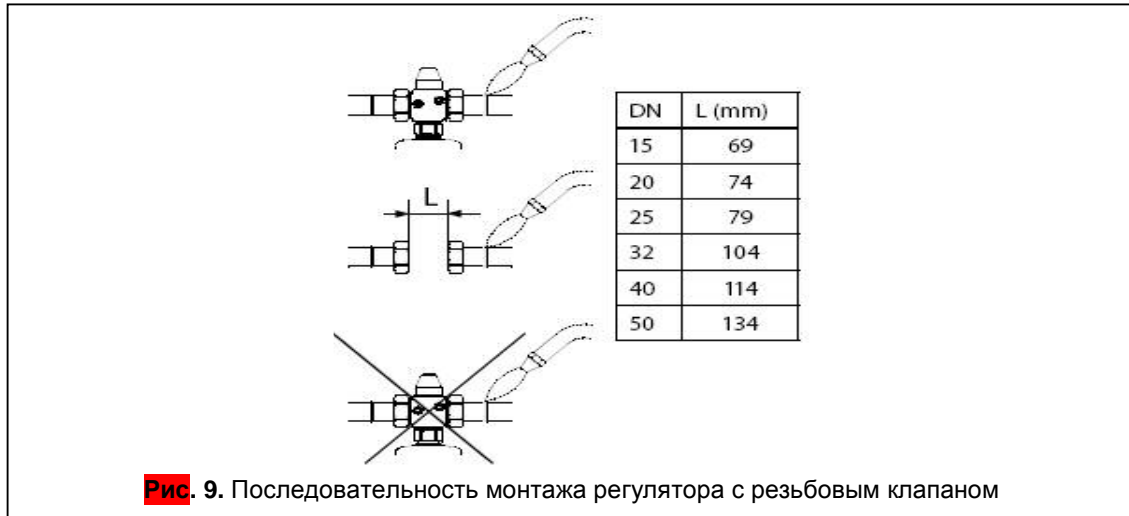 L
DN L (mm)
15 69
20 74
25 79
32 104
40 114
50 134
Рис. 9. Последовательность монтажа регулятора с резьбовым клапаном